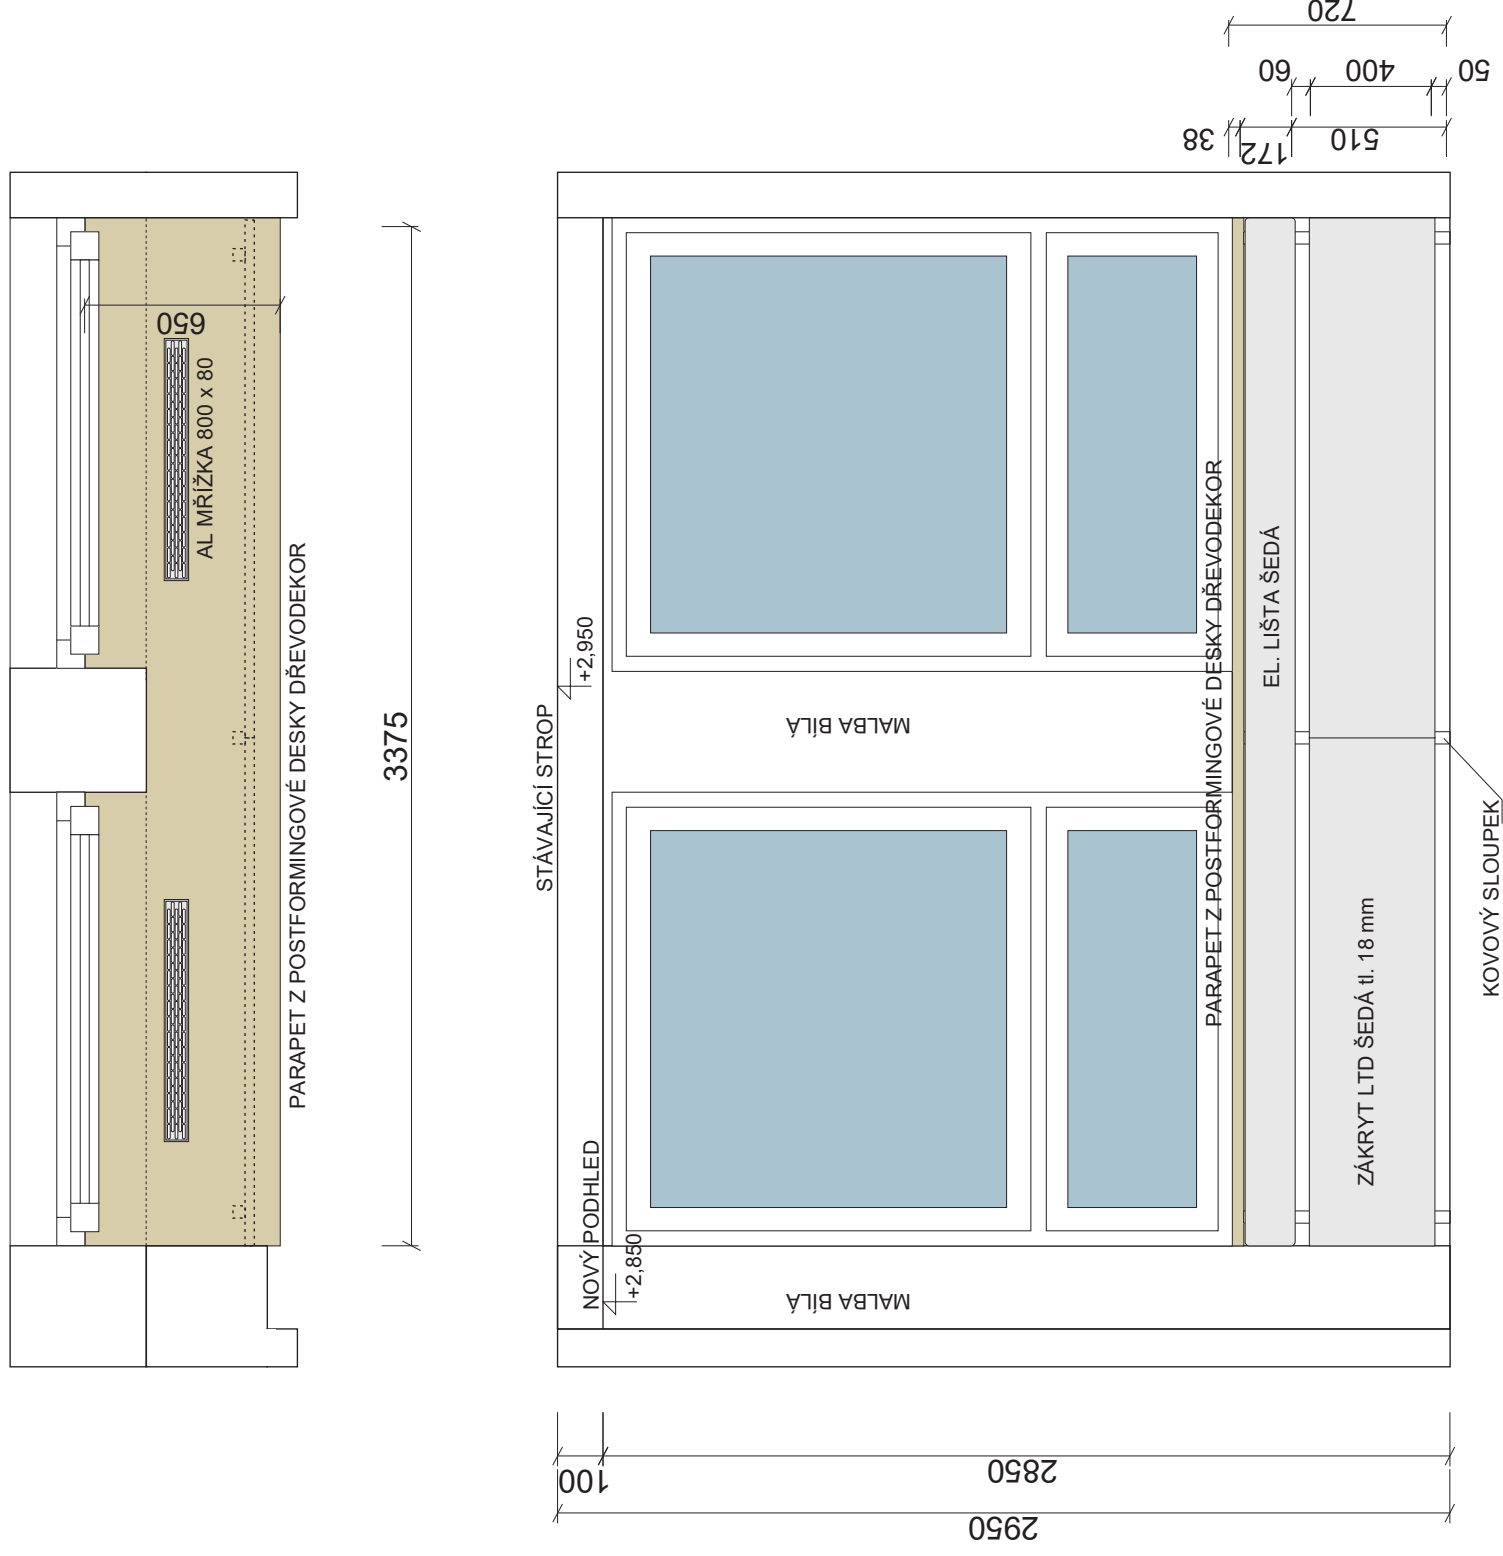 650
AL MŘÍŽKA 800 x 80
PARAPET Z POSTFORMINGOVÉ DESKY DŘEVODEKOR
3375
STÁVAJÍCÍ STROP
+2,950
NOVÝ PODHLED
+2,850
MALBA BÍLÁ
MALBA BÍLÁ
PARAPET Z POSTFORMINGOVÉ DESKY DŘEVODEKOR
EL. LIŠTA ŠEDÁ
ZÁKRYT LTD ŠEDÁ tl. 18 mm
KOVOVÝ SLOUPEK
720
60
400
50
38
172
510
100
2850
2950